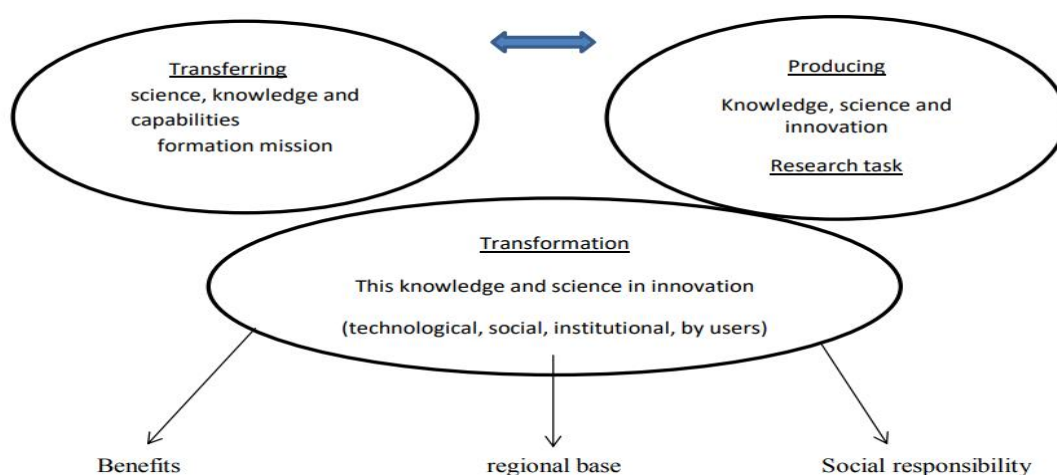 Transferring
science, knowledge and
capabilities
formation mission
Producing
Knowledge, science and
innovation
Research task
Transformation
This knowledge and science in innovation
(technological, social, institutional, by users)
Benefits
regional base
Social responsibility